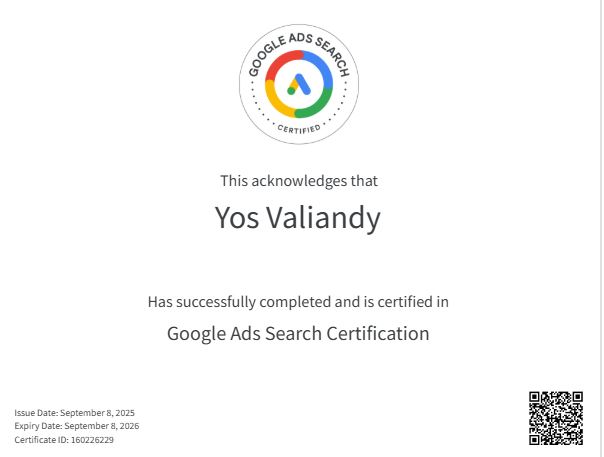 GOOGLE ADS SEARCH
CERTIFIED
This acknowledges that
Yos Valiandy
Has successfully completed and is certified in
Google Ads Search Certification
Issue Date: September 8, 2025
Expiry Date: September 8, 2026
Certificate ID: 160226229